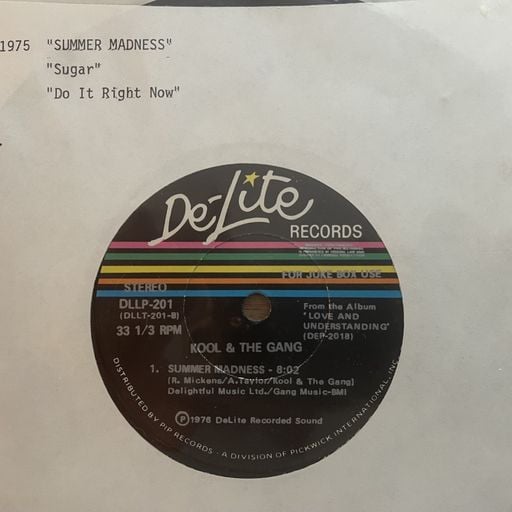 1975 "SUMMER MADNESS"
"Sugar"
"Do It Right Now"
De-Lite
RECORDS
FOR JUKE BOX USE
STEREO
DLLP-201
(DLLT-201-B)
33 1/3 RPM
From the Album
"LOVE AND
UNDERSTANDING"
(DEP-2018)
KOOL & THE GANG
1. SUMMER MADNESS - 8:02
(R. Mickens/A.Taylor/Kool & The Gang)
Delightful Music Ltd./Gang Music-BMI
Ⓟ1976 DeLite Recorded Sound
DISTRIBUTED BY PIP RECORDS - A DIVISION OF PICKWICK INTERNATIONAL, INC.